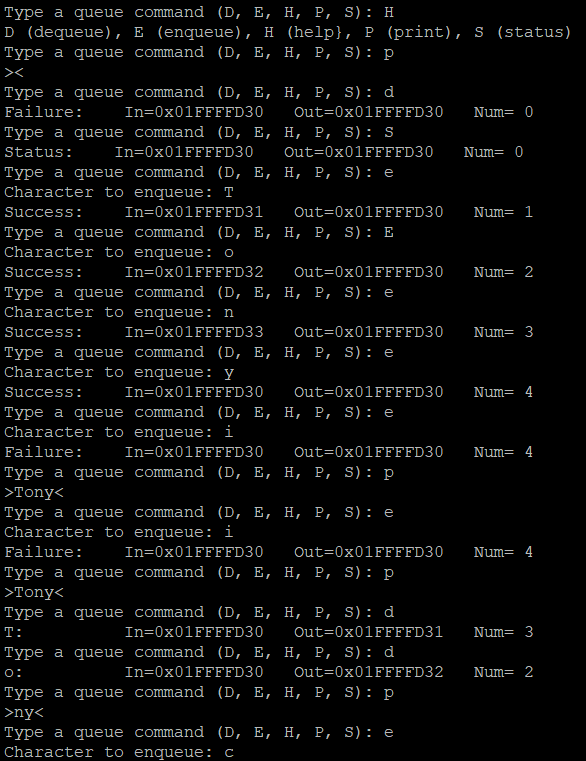 Type a queue command (D, E, H, P, S): H
D (dequeue), E (enqueue), H (help}, P (print), S (status)
Type a queue command (D, E, H, P, S): p
><
Type a queue command (D, E, H, P, S): d
Failure:    In=0x01FFFFD30   Out=0x01FFFFD30   Num= 0
Type a queue command (D, E, H, P, S): S
Status:    In=0x01FFFFD30   Out=0x01FFFFD30   Num= 0
Type a queue command (D, E, H, P, S): e
Character to enqueue: T
Success:    In=0x01FFFFD31   Out=0x01FFFFD30   Num= 1
Type a queue command (D, E, H, P, S): E
Character to enqueue: o
Success:    In=0x01FFFFD32   Out=0x01FFFFD30   Num= 2
Type a queue command (D, E, H, P, S): e
Character to enqueue: n
Success:    In=0x01FFFFD33   Out=0x01FFFFD30   Num= 3
Type a queue command (D, E, H, P, S): e
Character to enqueue: y
Success:    In=0x01FFFFD30   Out=0x01FFFFD30   Num= 4
Type a queue command (D, E, H, P, S): e
Character to enqueue: i
Failure:    In=0x01FFFFD30   Out=0x01FFFFD30   Num= 4
Type a queue command (D, E, H, P, S): p
>Tony<
Type a queue command (D, E, H, P, S): e
Character to enqueue: i
Failure:    In=0x01FFFFD30   Out=0x01FFFFD30   Num= 4
Type a queue command (D, E, H, P, S): p
>Tony<
Type a queue command (D, E, H, P, S): d
T:          In=0x01FFFFD30   Out=0x01FFFFD31   Num= 3
Type a queue command (D, E, H, P, S): d
o:          In=0x01FFFFD30   Out=0x01FFFFD32   Num= 2
Type a queue command (D, E, H, P, S): p
>ny<
Type a queue command (D, E, H, P, S): e
Character to enqueue: c